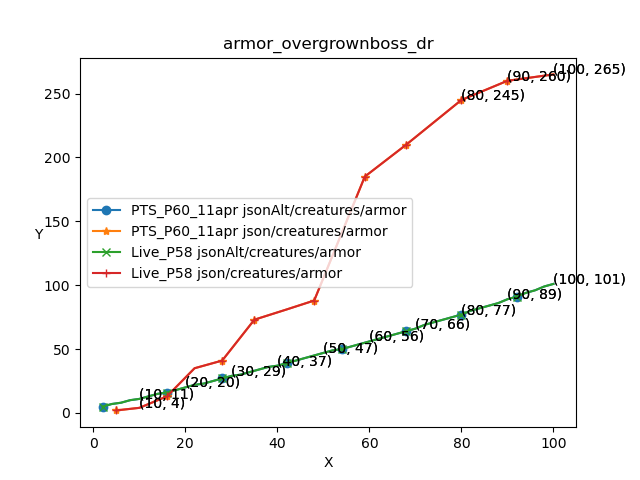 armor_overgrownboss_dr
(100, 265)
(90, 260)
(80, 245)
250
200
PTS_P60_11apr jsonAlt/creatures/armor
PTS_P60_11apr json/creatures/armor
Live_P58 jsonAlt/creatures/armor
Live_P58 json/creatures/armor
150
Y
100
(100, 101)
(90, 89)
(80, 77)
(70, 66)
(60, 56)
50
(50, 47)
(40, 37)
(30, 29)
(20, 20)
(10, 11)
(10, 4)
0
0 20 40 60 80 100
X